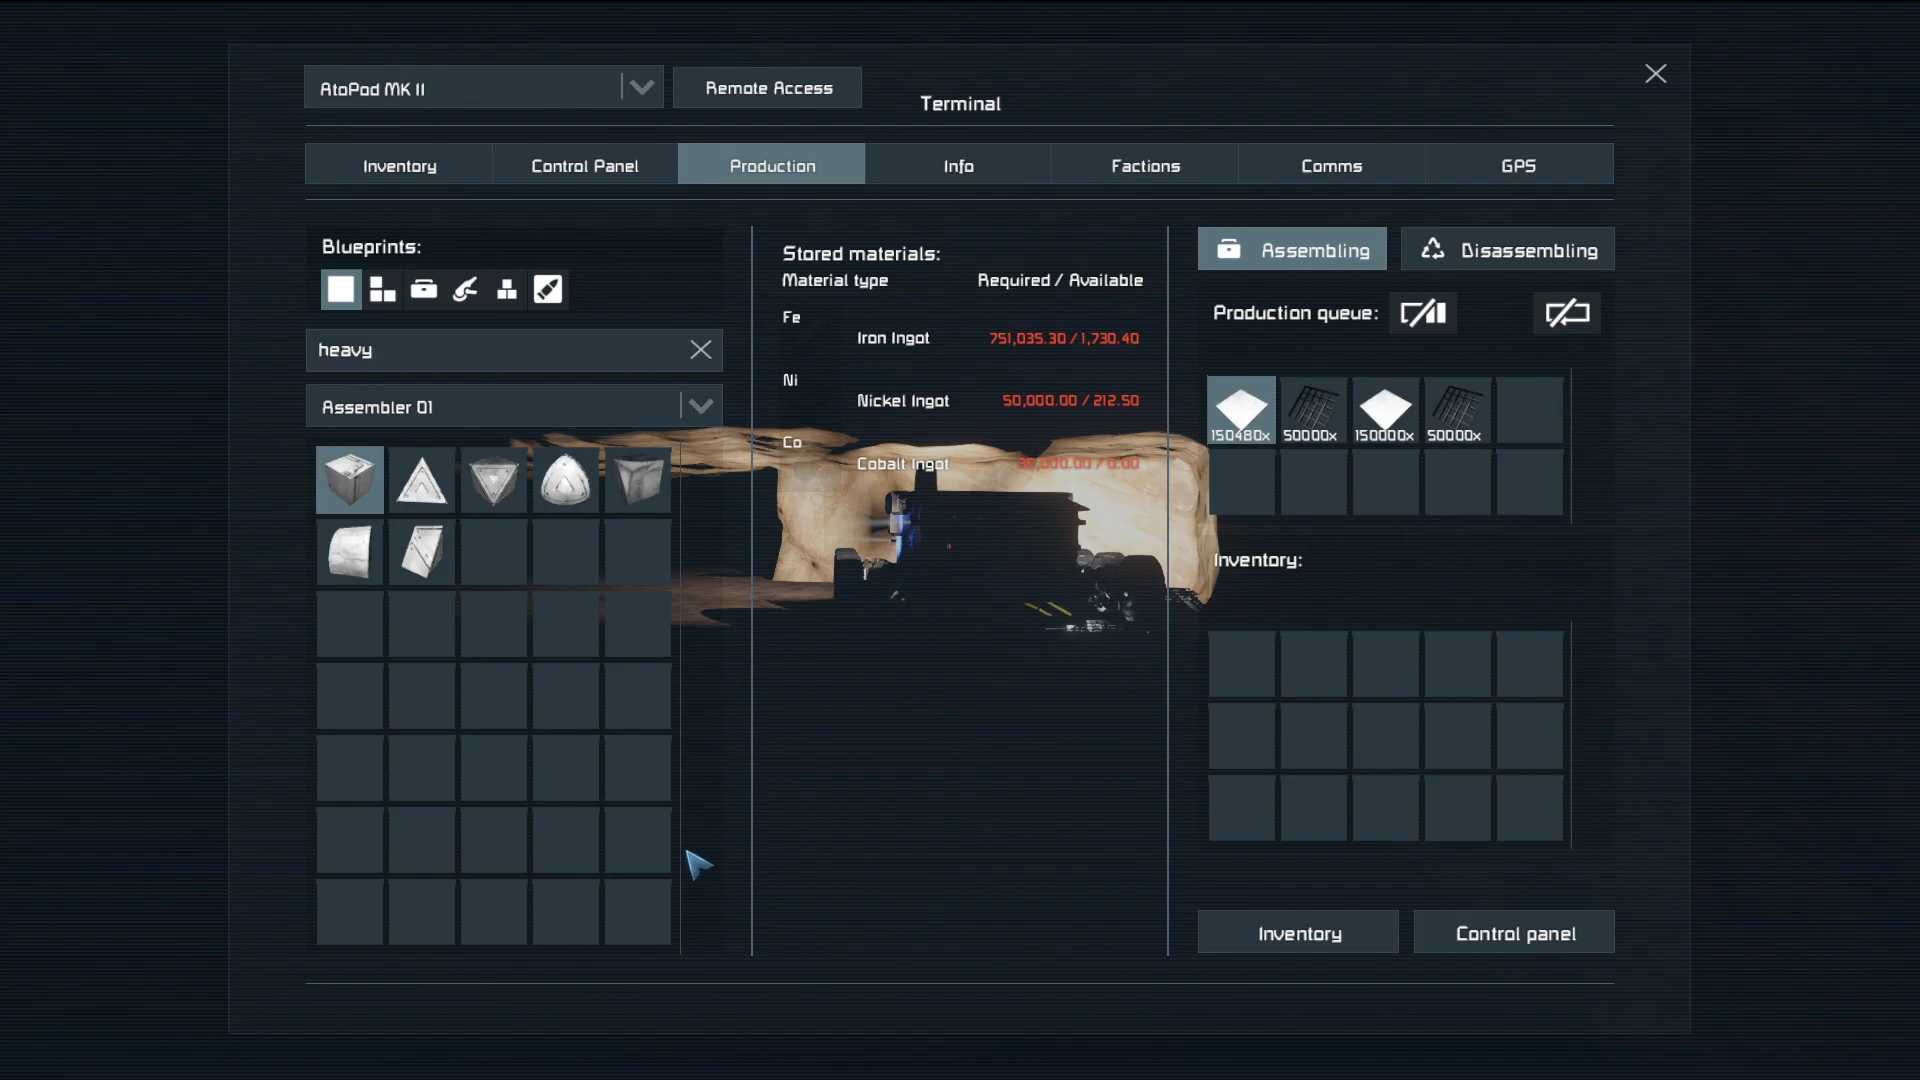 AtoPod MK II
Remote Access
Terminal
Inventory
Control Panel
Production
Info
Factions
Comms
GPS
Blueprints:
heavy
Assembler 01
Stored materials:
Material type
Required / Available
Fe
Iron Ingot
751,035.30 / 1,730.40
Ni
Nickel Ingot
50,000.00 / 212.50
Co
Cobalt Ingot
Assembling
Disassembling
Production queue:
150480x
50000x
150000x
50000x
Inventory:
Inventory
Control panel